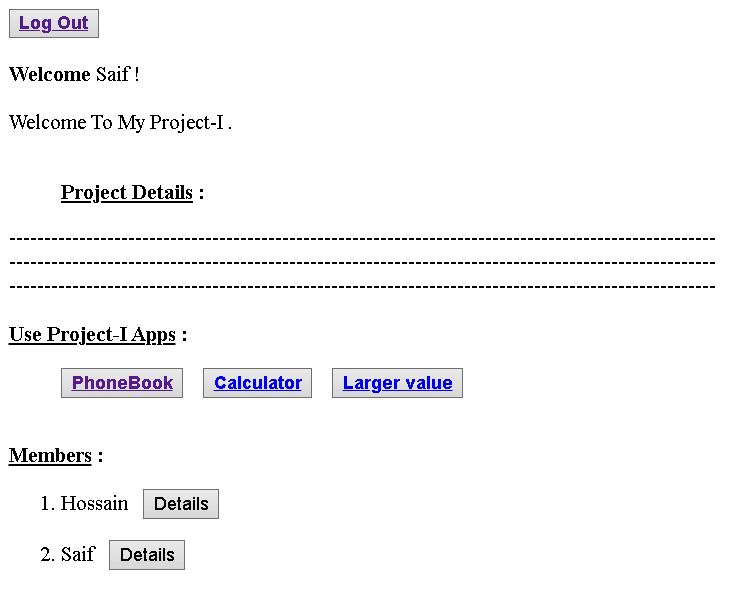 Log Out
Welcome Saif !
Welcome To My Project-I .
Project Details :
-----------------------------------------------------------------------------------------------------
-----------------------------------------------------------------------------------------------------
-----------------------------------------------------------------------------------------------------
Use Project-I Apps :
PhoneBook Calculator Larger value
Members :
1. Hossain Details
2. Saif Details